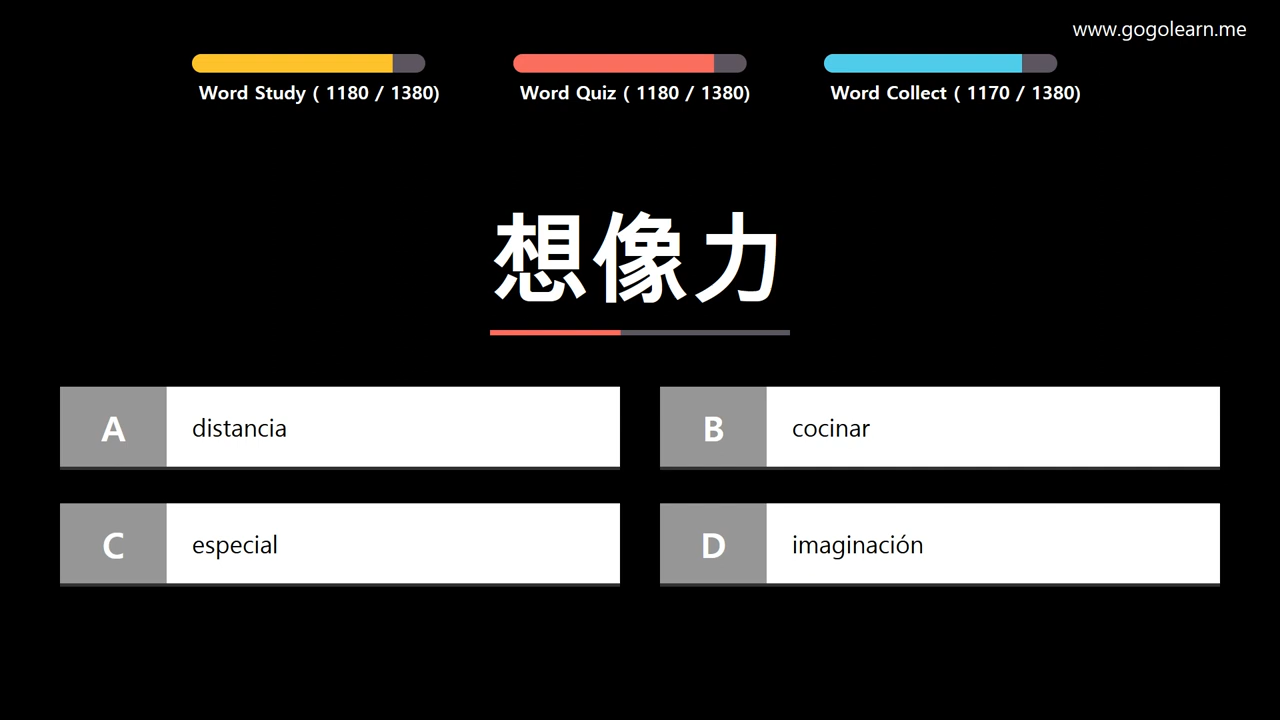 www.gogolearn.me
Word Study ( 1180 / 1380)
Word Quiz ( 1180 / 1380)
Word Collect ( 1170 / 1380)
想像力
A distancia
B cocinar
C especial
D imaginación